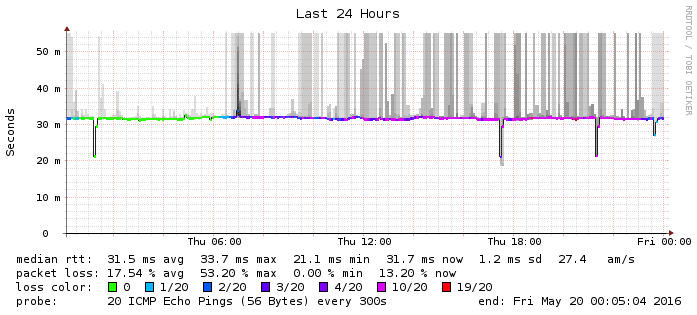 Last 24 Hours
RRDTOOL / TOBI OETIKER
Seconds
50 m
40 m
30 m
20 m
10 m
0
Thu 06:00 Thu 12:00 Thu 18:00 Fri 00:00
median rtt: 31.5 ms avg 33.7 ms max 21.1 ms min 31.7 ms now 1.2 ms sd 27.4 am/s
packet loss: 17.54 % avg 53.20 % max 0.00 % min 13.20 % now
loss color: 0 1/20 2/20 3/20 4/20 10/20 19/20
probe: 20 ICMP Echo Pings (56 Bytes) every 300s end: Fri May 20 00:05:04 2016